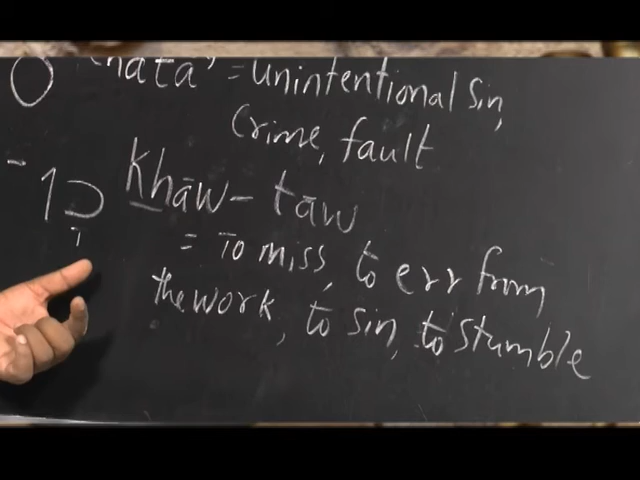 'hata' = unintentional sin,
Crime, fault
Khāw - tāw
= To miss, to err from
the work, to sin, to stumble